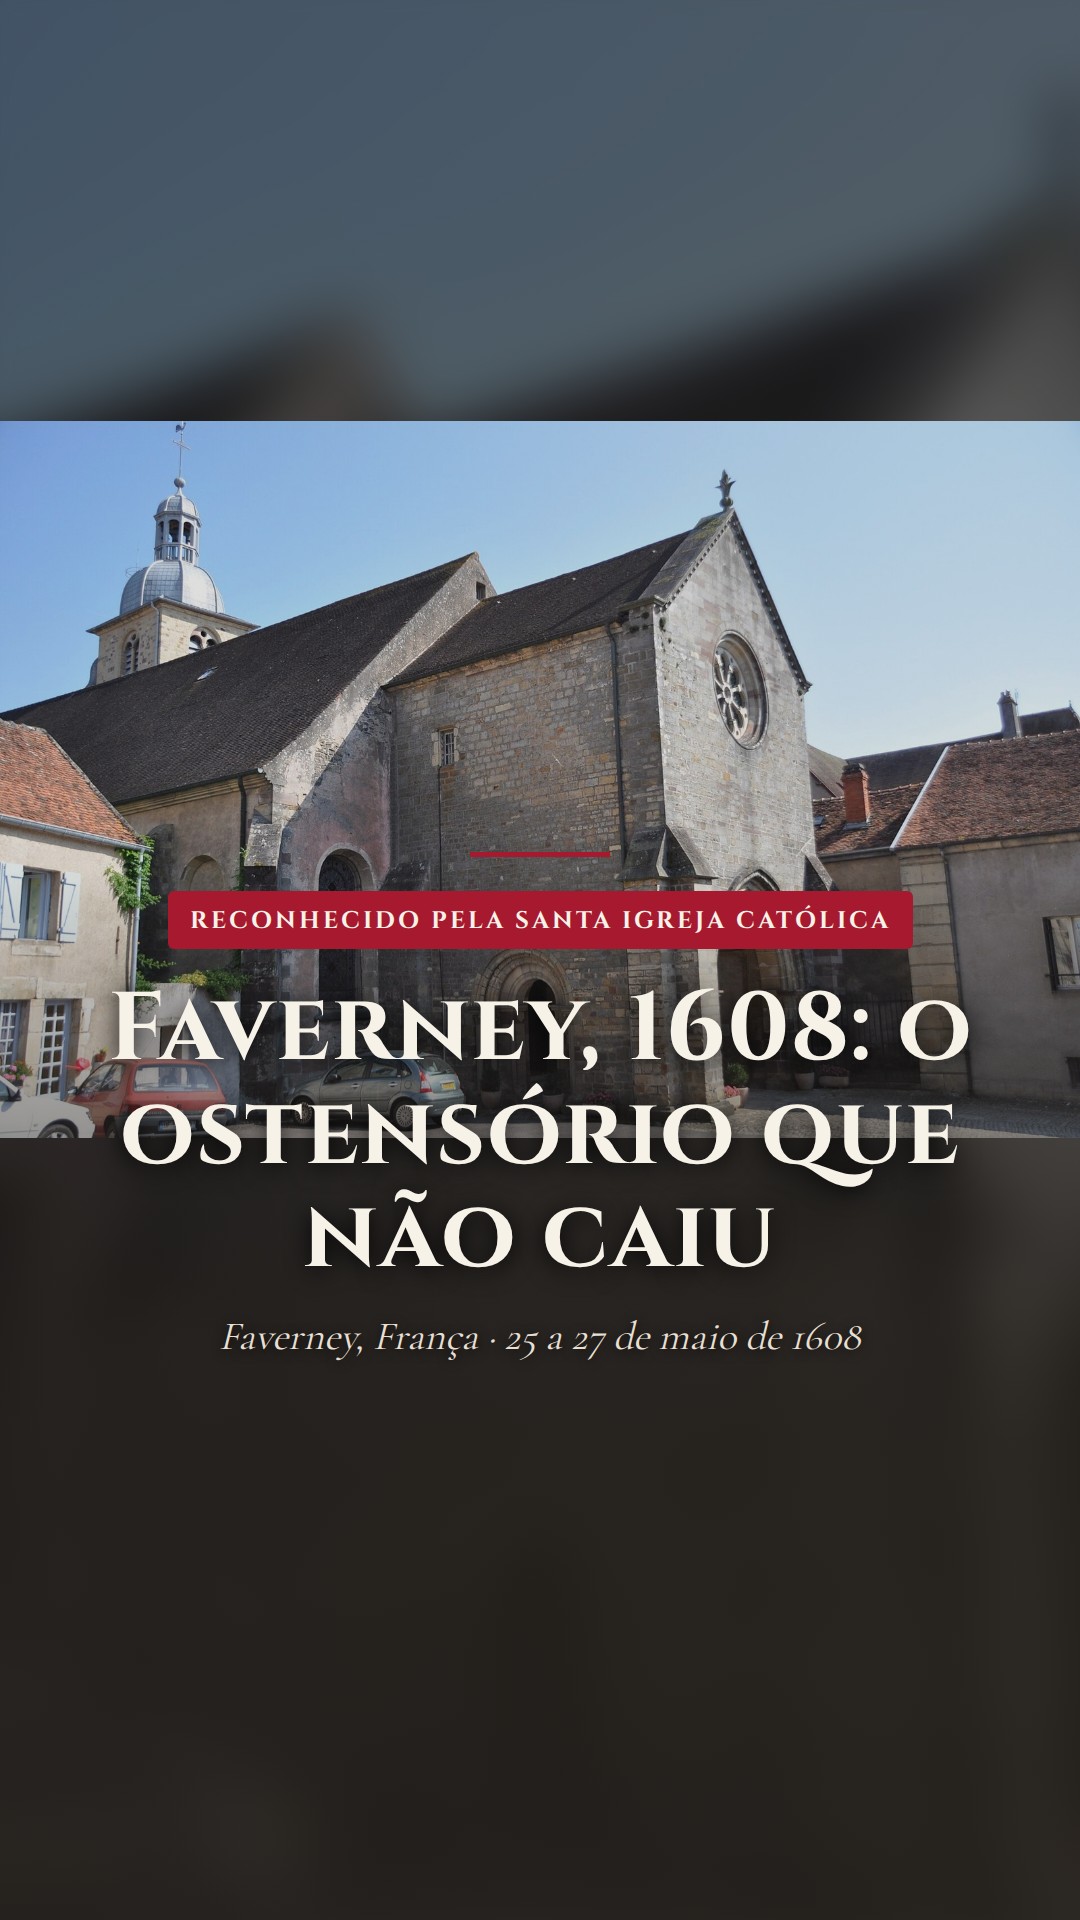 RECONHECIDO PELA SANTA IGREJA CATÓLICA
Faverney, 1608: o
ostensório que
não caiu
Faverney, França · 25 a 27 de maio de 1608